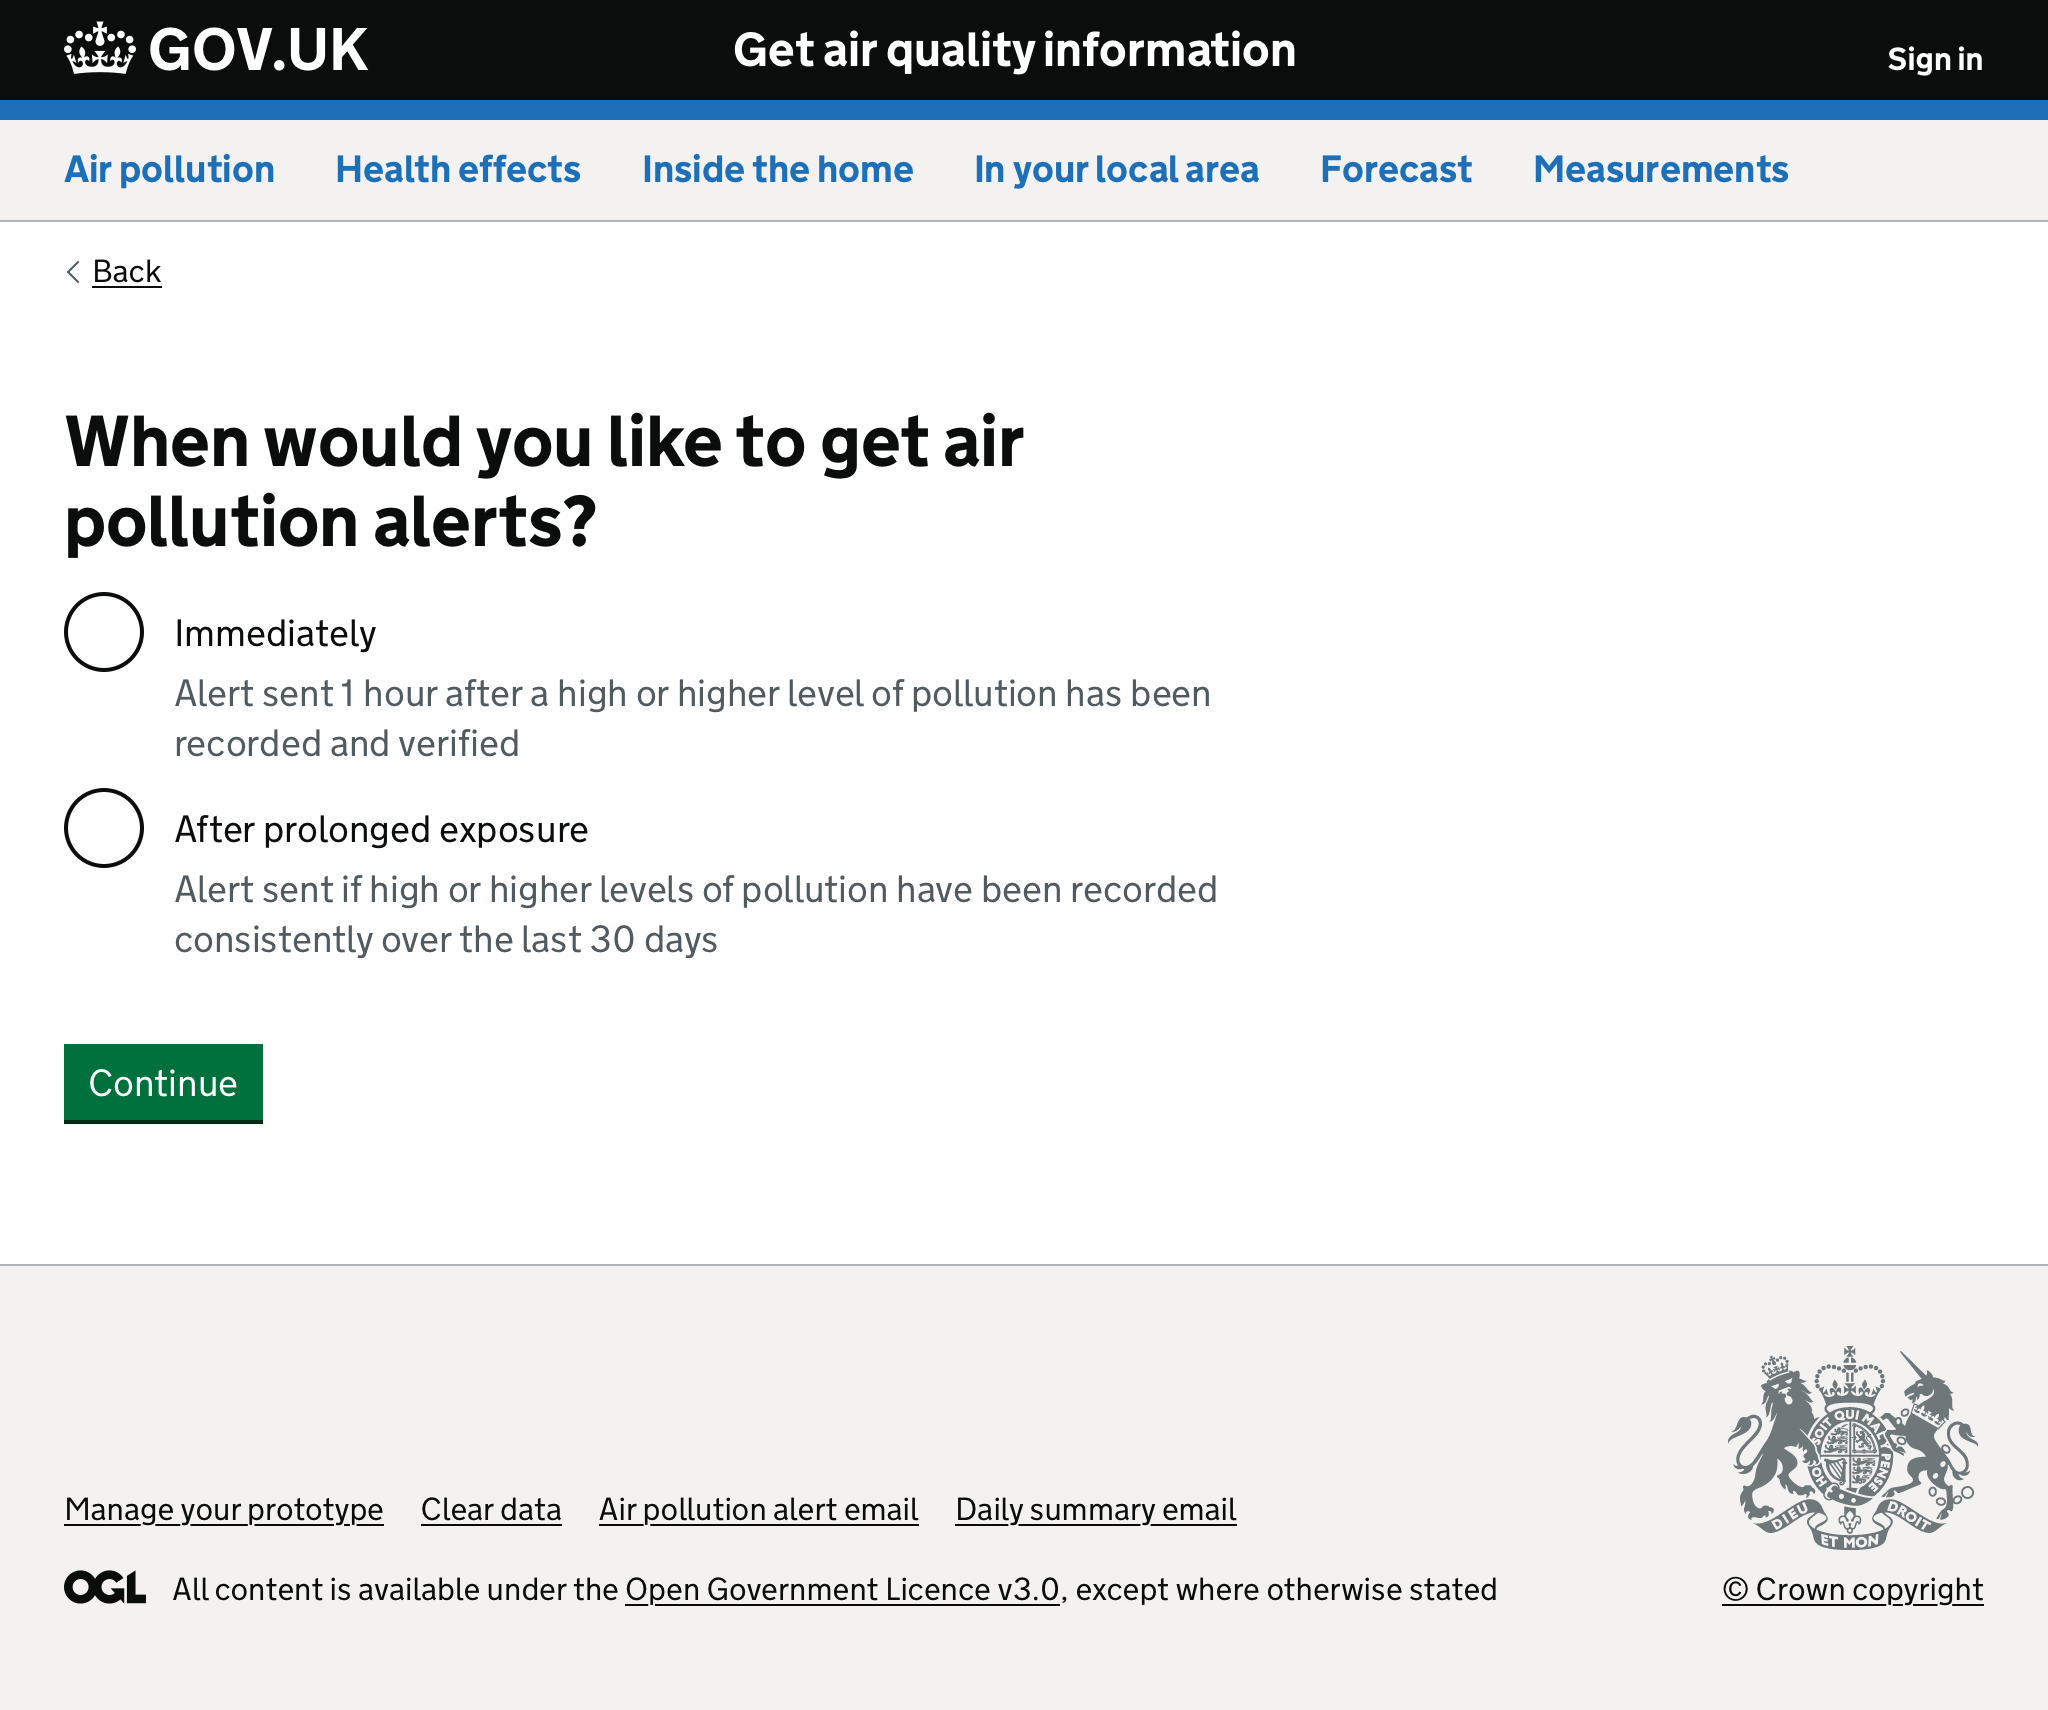 GOV.UK
Get air quality information
Sign in
Air pollution
Health effects
Inside the home
In your local area
Forecast
Measurements
Back
When would you like to get air
pollution alerts?
Immediately
Alert sent 1 hour after a high or higher level of pollution has been
recorded and verified
After prolonged exposure
Alert sent if high or higher levels of pollution have been recorded
consistently over the last 30 days
Continue
Manage your prototype
Clear data
Air pollution alert email
Daily summary email
OGL
All content is available under the Open Government Licence v3.0, except where otherwise stated
SOIT QUI MAL
PENSE
DIEU
ET MON
DROIT
© Crown copyright